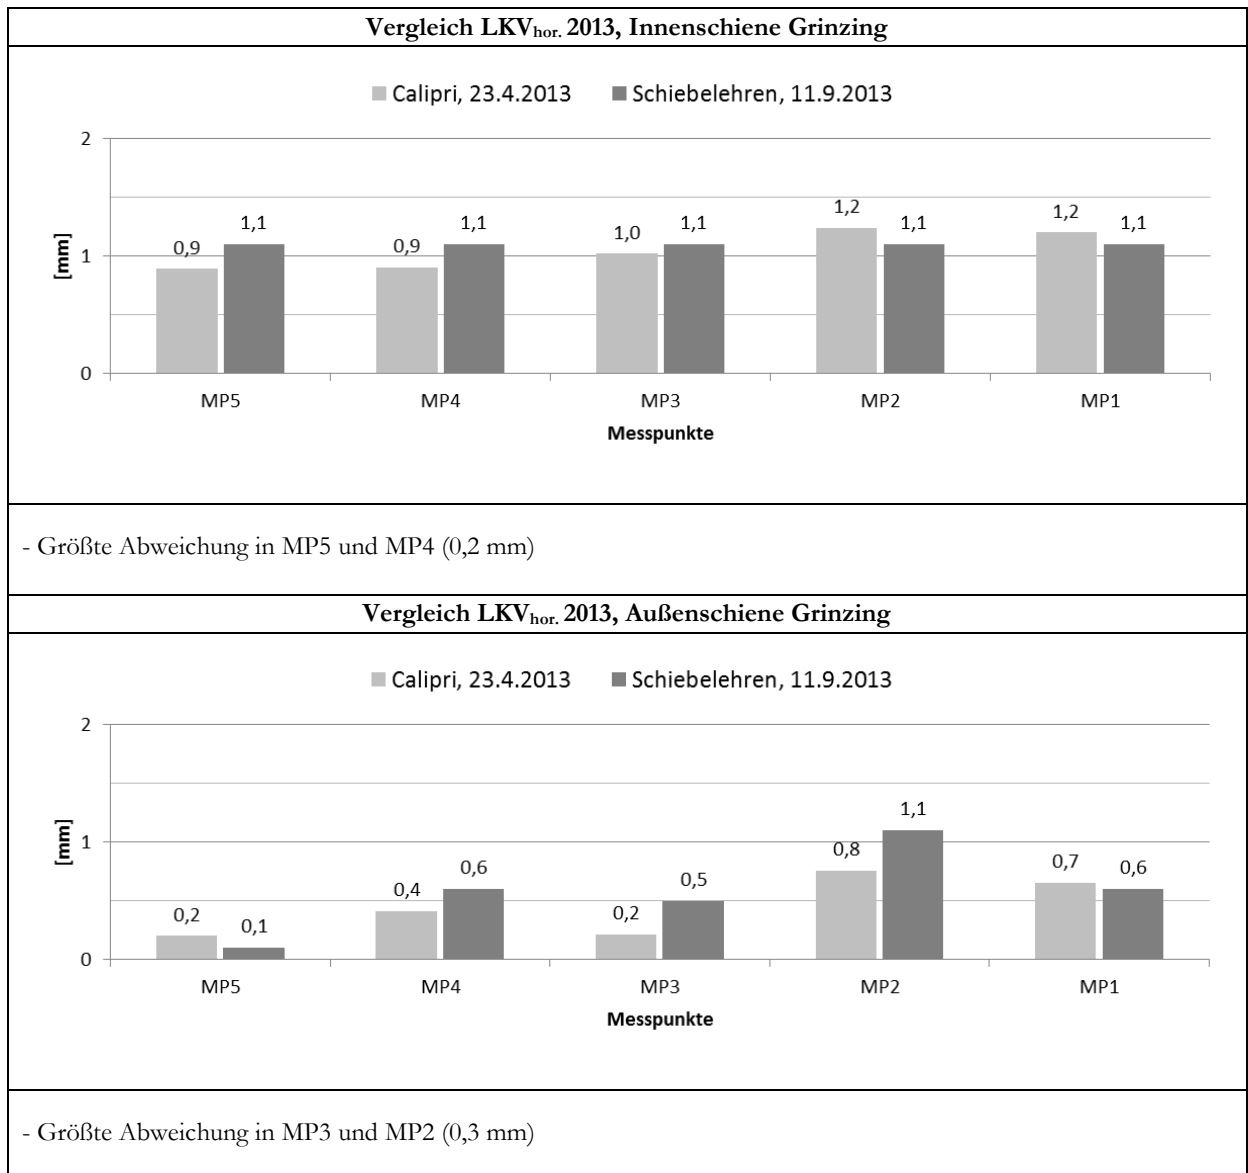 Vergleich LKVhor. 2013, Innenschiene Grinzing
Calipri, 23.4.2013 Schiebelehren, 11.9.2013
2
1
0
[mm]
0,9 1,1 0,9 1,1 1,0 1,1 1,2 1,1 1,2 1,1
MP5 MP4 MP3 MP2 MP1
Messpunkte
- Größte Abweichung in MP5 und MP4 (0,2 mm)
Vergleich LKVhor. 2013, Außenschiene Grinzing
Calipri, 23.4.2013 Schiebelehren, 11.9.2013
2
1
0
[mm]
0,2 0,1 0,4 0,6 0,2 0,5 0,8 1,1 0,7 0,6
MP5 MP4 MP3 MP2 MP1
Messpunkte
- Größte Abweichung in MP3 und MP2 (0,3 mm)